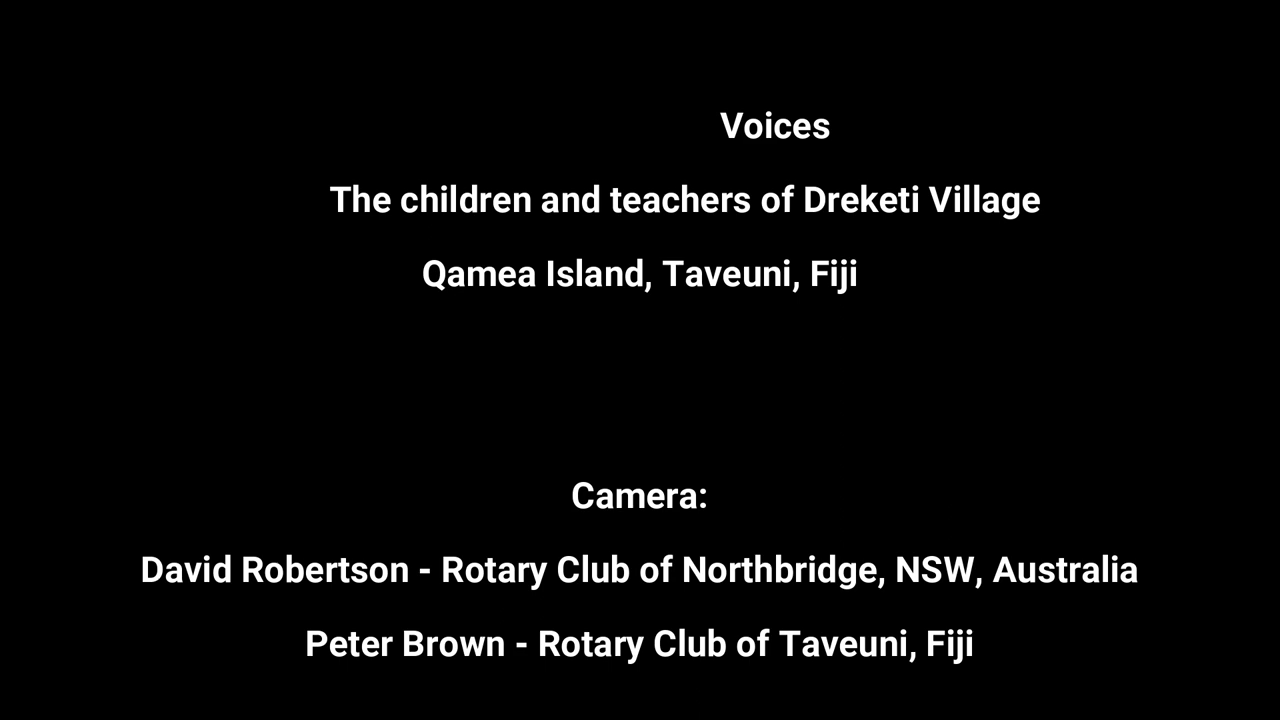 Voices
The children and teachers of Dreketi Village
Qamea Island, Taveuni, Fiji
Camera:
David Robertson - Rotary Club of Northbridge, NSW, Australia
Peter Brown - Rotary Club of Taveuni, Fiji